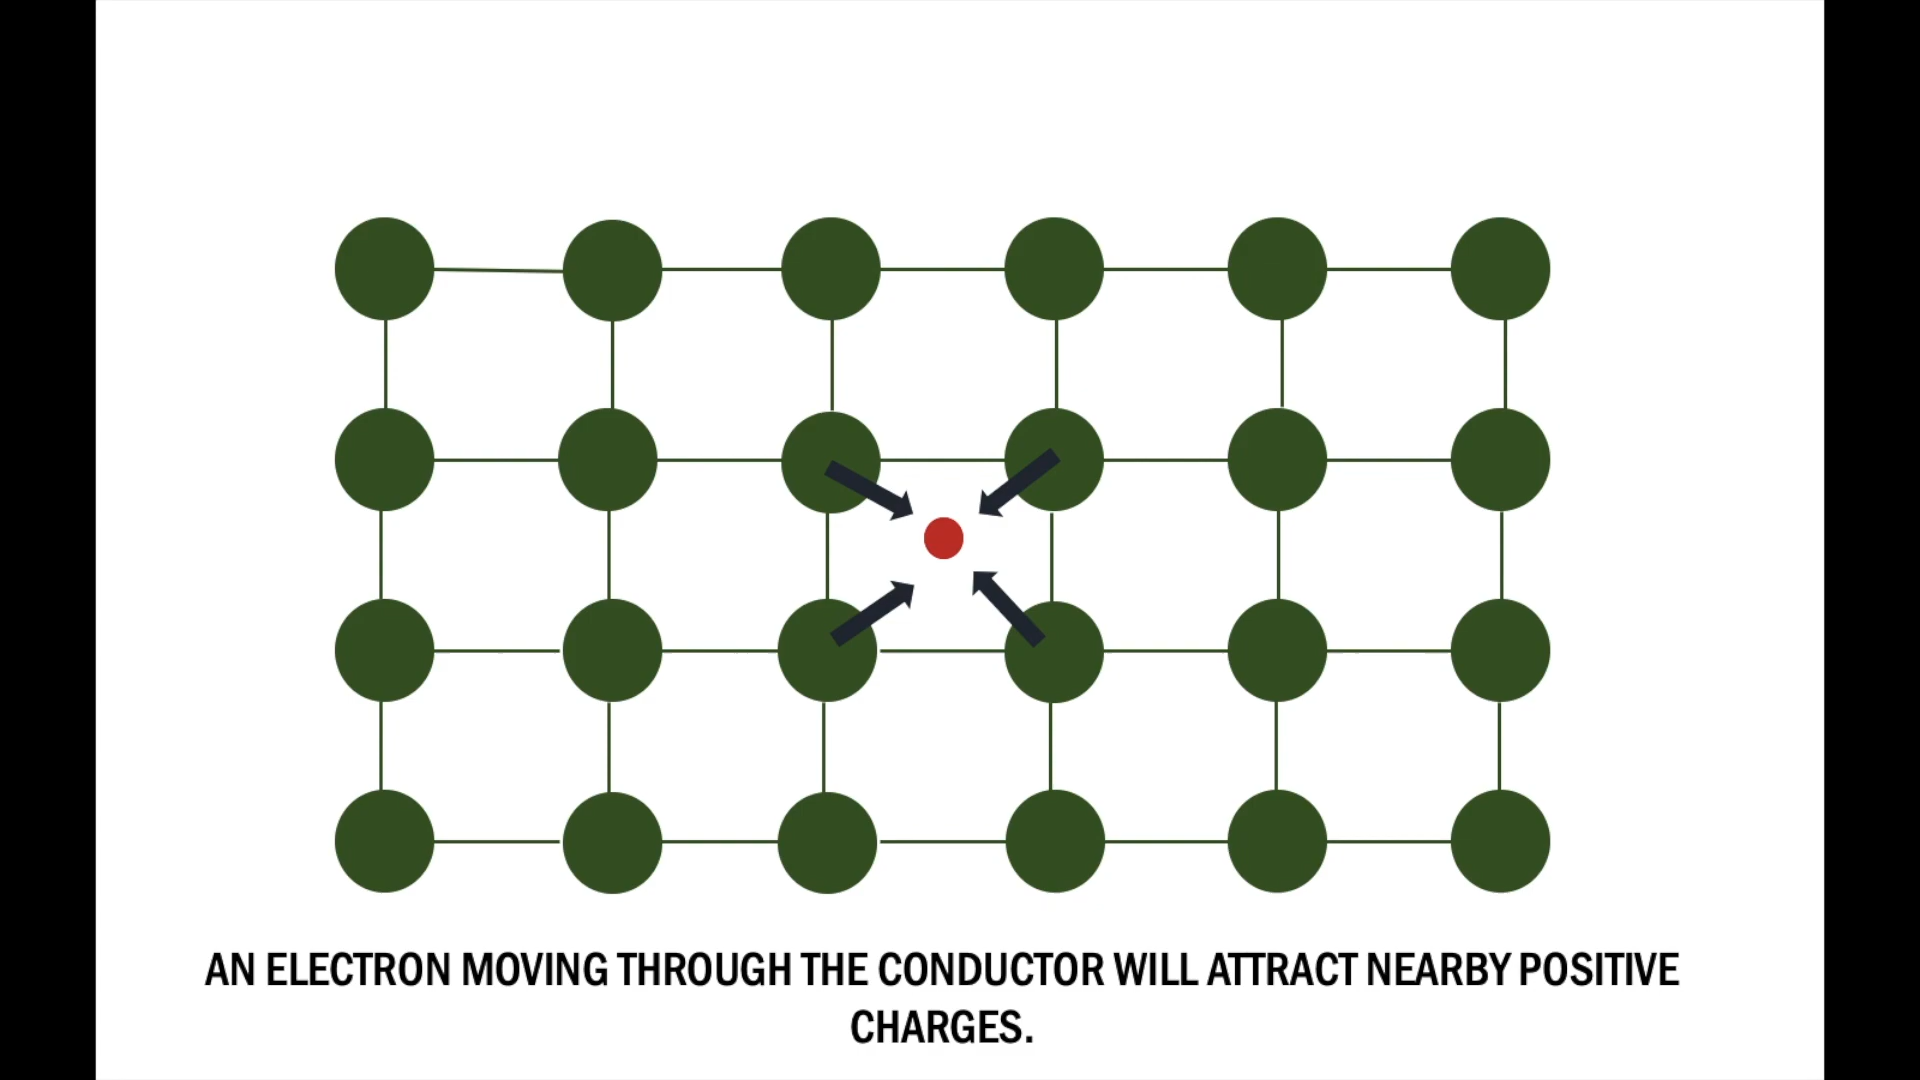 AN ELECTRON MOVING THROUGH THE CONDUCTOR WILL ATTRACT NEARBY POSITIVE
CHARGES.